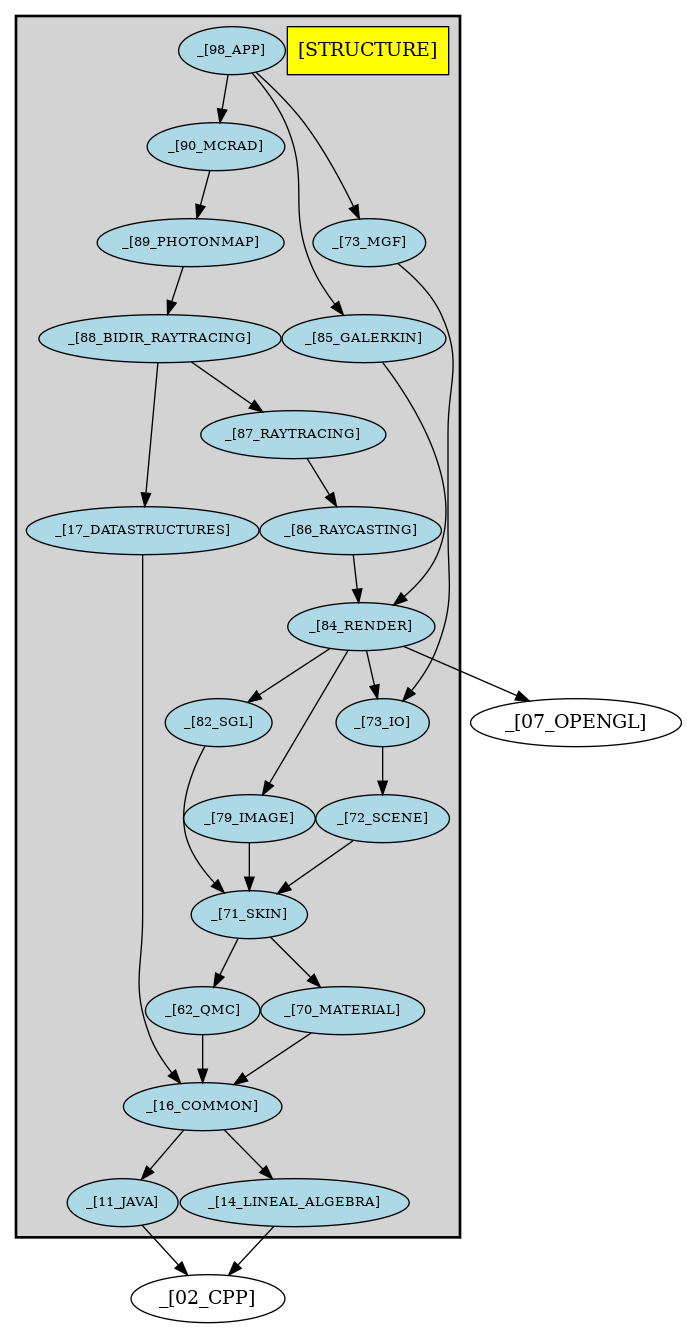 _[98_APP]
[STRUCTURE]
_[90_MCRAD]
_[89_PHOTONMAP]
_[73_MGF]
_[88_BIDIR_RAYTRACING]
_[85_GALERKIN]
_[87_RAYTRACING]
_[17_DATASTRUCTURES]
_[86_RAYCASTING]
_[84_RENDER]
_[82_SGL]
_[73_IO]
_[07_OPENGL]
_[79_IMAGE]
_[72_SCENE]
_[71_SKIN]
_[62_QMC]
_[70_MATERIAL]
_[16_COMMON]
_[11_JAVA]
_[14_LINEAL_ALGEBRA]
_[02_CPP]